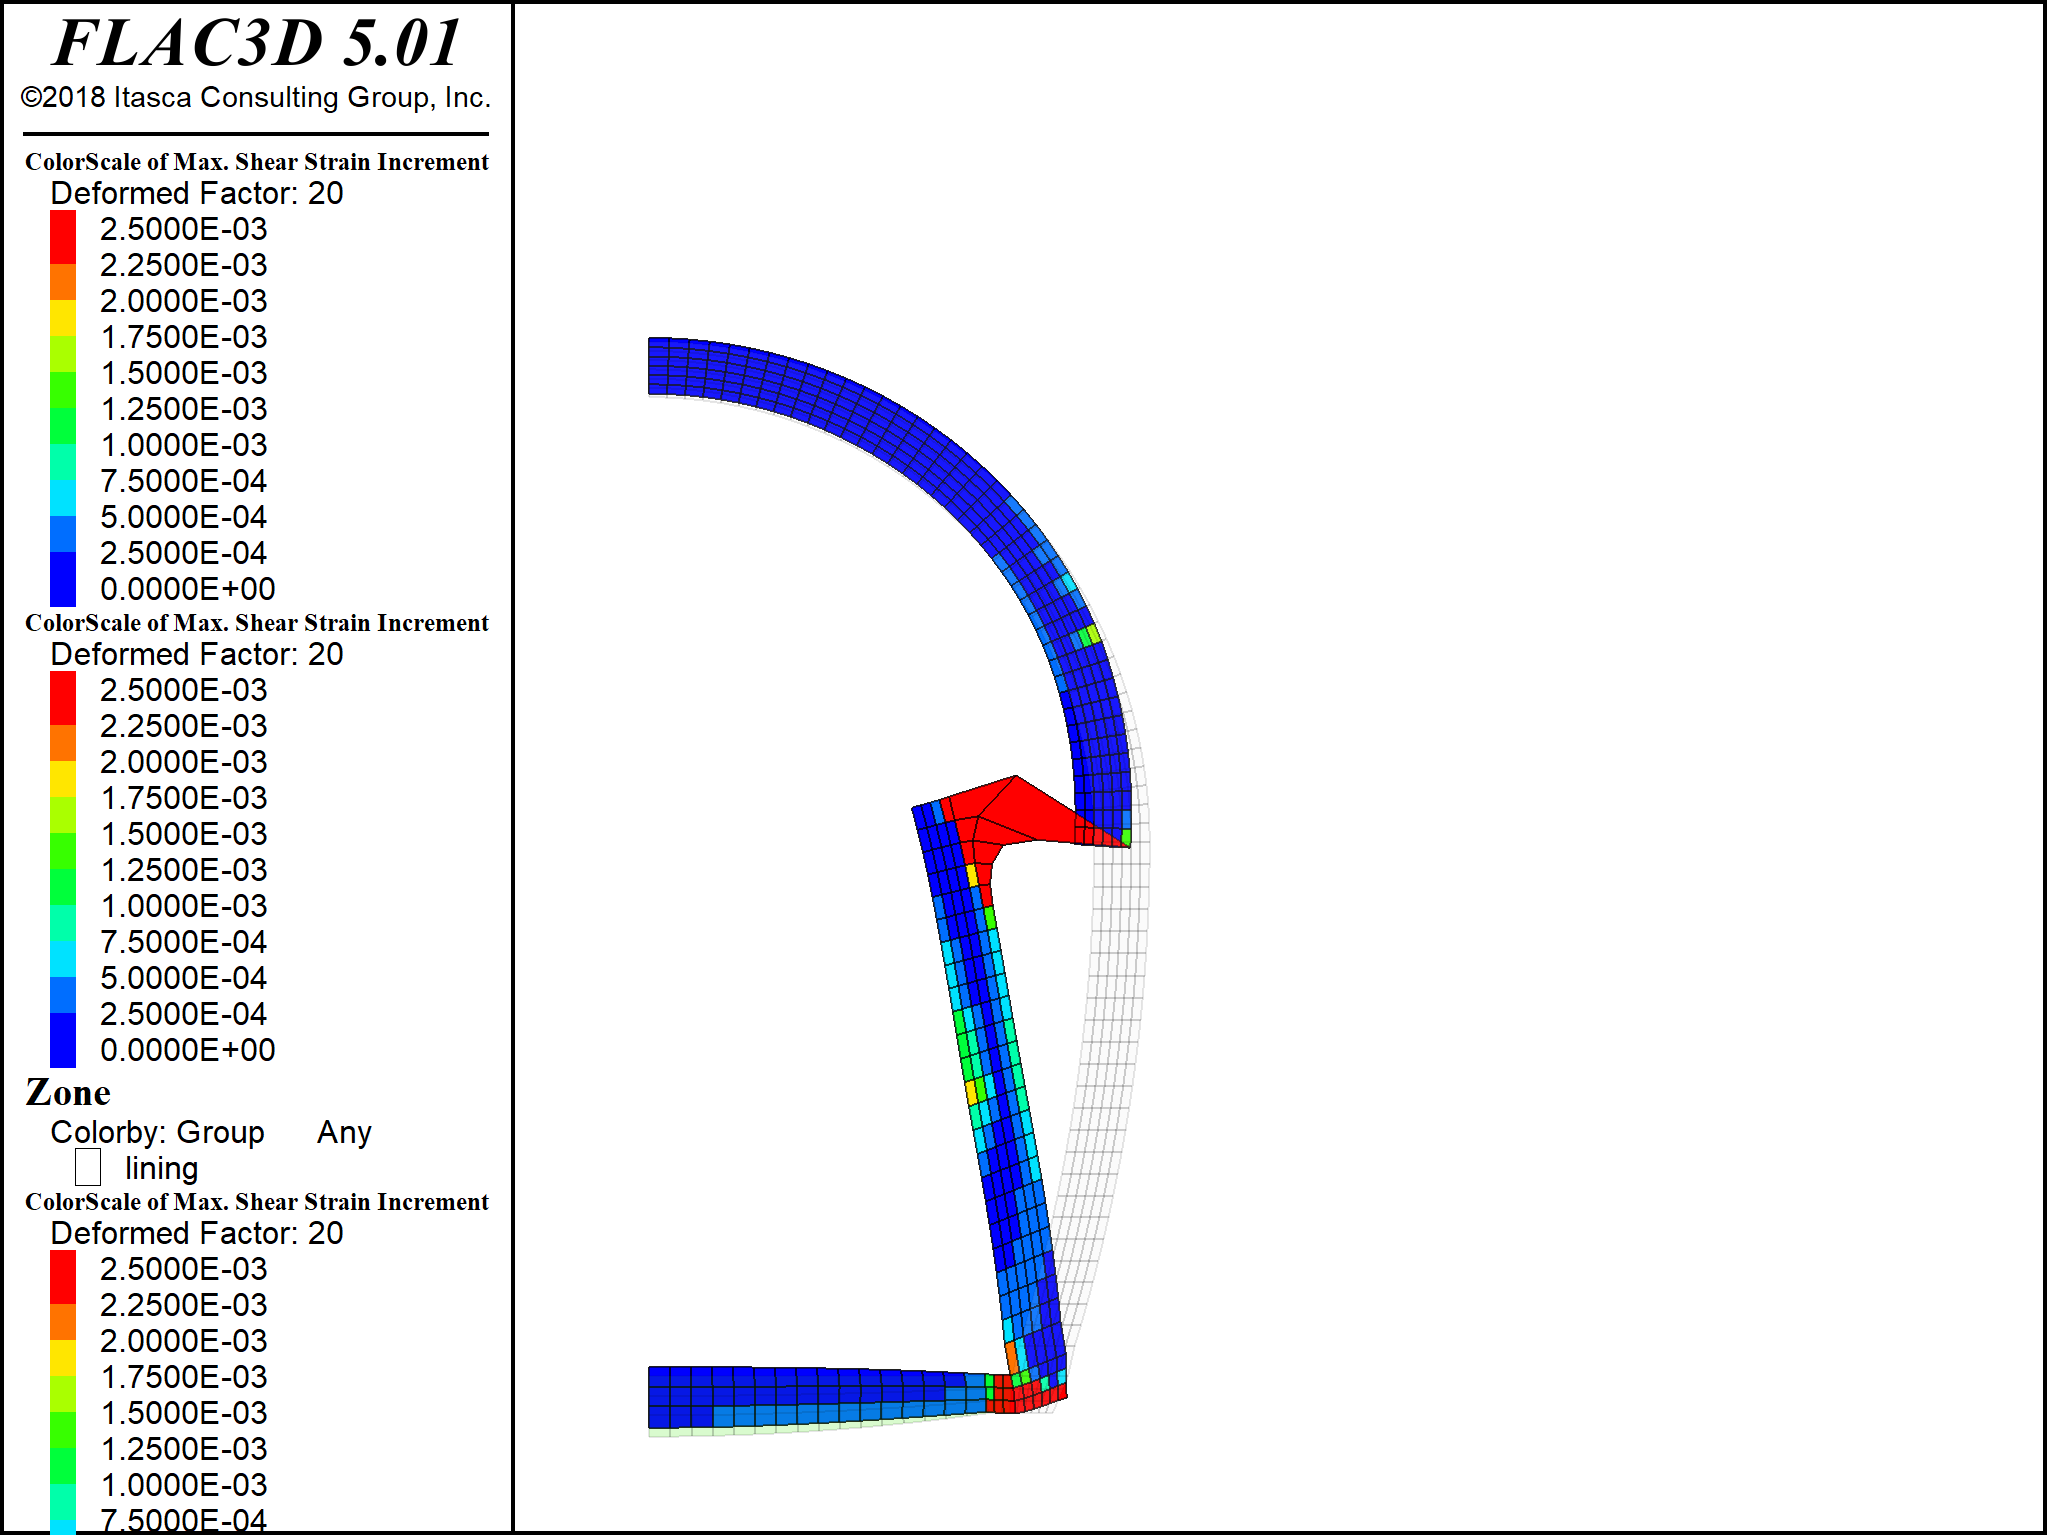 FLAC3D 5.01
©2018 Itasca Consulting Group, Inc.
ColorScale of Max. Shear Strain Increment
Deformed Factor: 20
2.5000E-03
2.2500E-03
2.0000E-03
1.7500E-03
1.5000E-03
1.2500E-03
1.0000E-03
7.5000E-04
5.0000E-04
2.5000E-04
0.0000E+00
ColorScale of Max. Shear Strain Increment
Deformed Factor: 20
2.5000E-03
2.2500E-03
2.0000E-03
1.7500E-03
1.5000E-03
1.2500E-03
1.0000E-03
7.5000E-04
5.0000E-04
2.5000E-04
0.0000E+00
Zone
Colorby: Group Any
lining
ColorScale of Max. Shear Strain Increment
Deformed Factor: 20
2.5000E-03
2.2500E-03
2.0000E-03
1.7500E-03
1.5000E-03
1.2500E-03
1.0000E-03
7.5000E-04